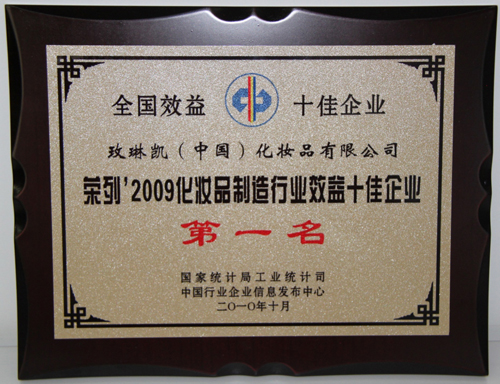 全国效益 十佳企业
玫琳凯（中国）化妆品有限公司
荣列'2009化妆品制造行业效益十佳企业
第一名
国家统计局工业统计司
中国行业企业信息发布中心
二〇一〇年十月